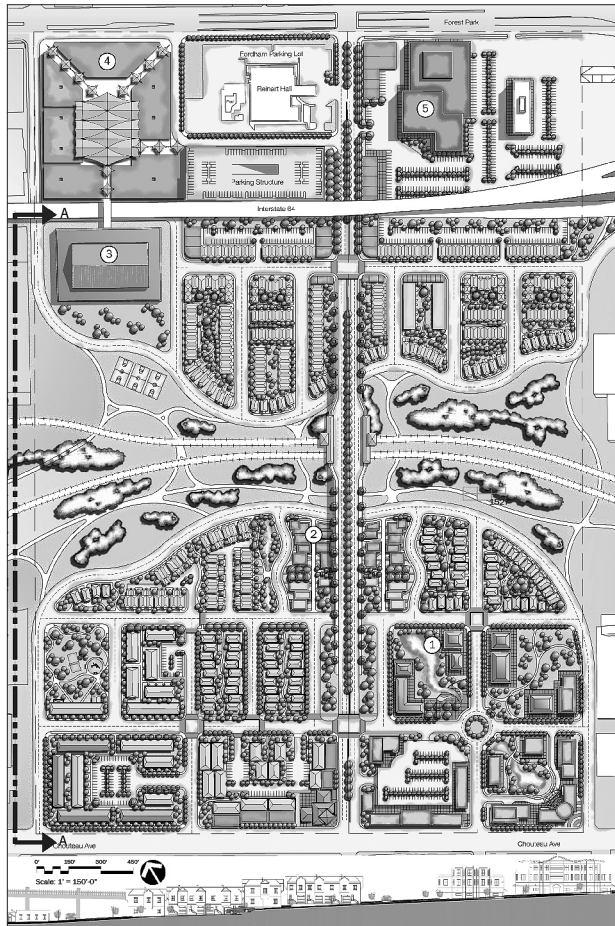 Forest Park
4
Fordham Parking Lot
Reinart Hall
5
Parking Structure
A
Interstate 64
3
2
1
A
Chouteau Ave
Chouteau Ave
0' 150' 300' 450'
Scale: 1' = 150'-0"